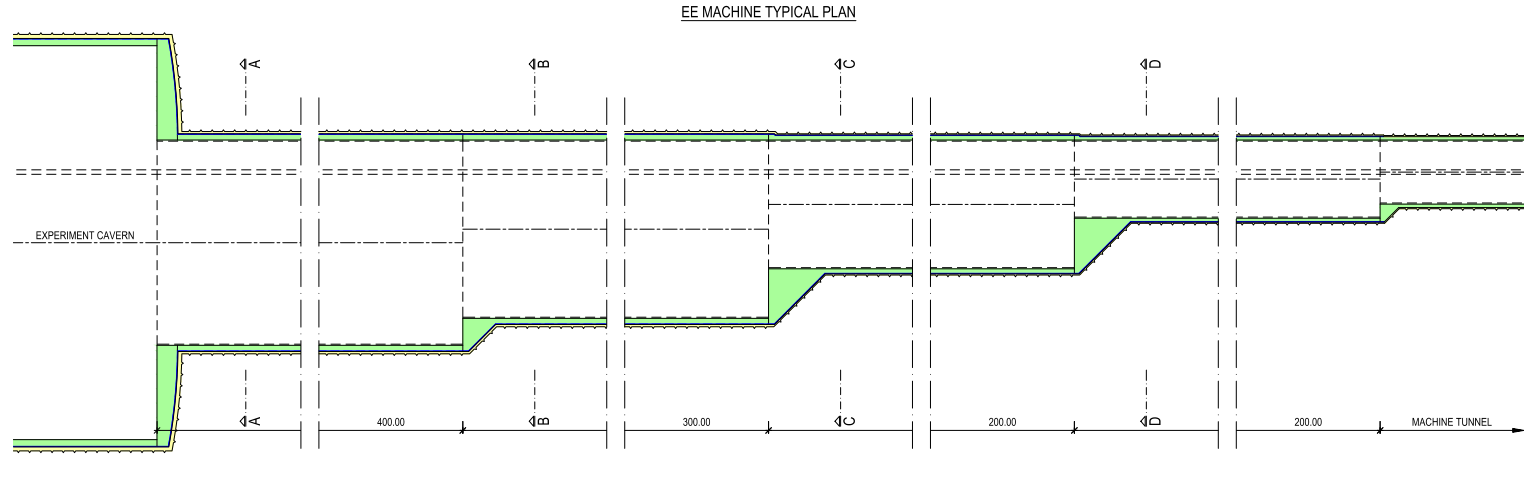 EE MACHINE TYPICAL PLAN
A
B
C
D
EXPERIMENT CAVERN
A
400.00
B
300.00
C
200.00
D
200.00
MACHINE TUNNEL